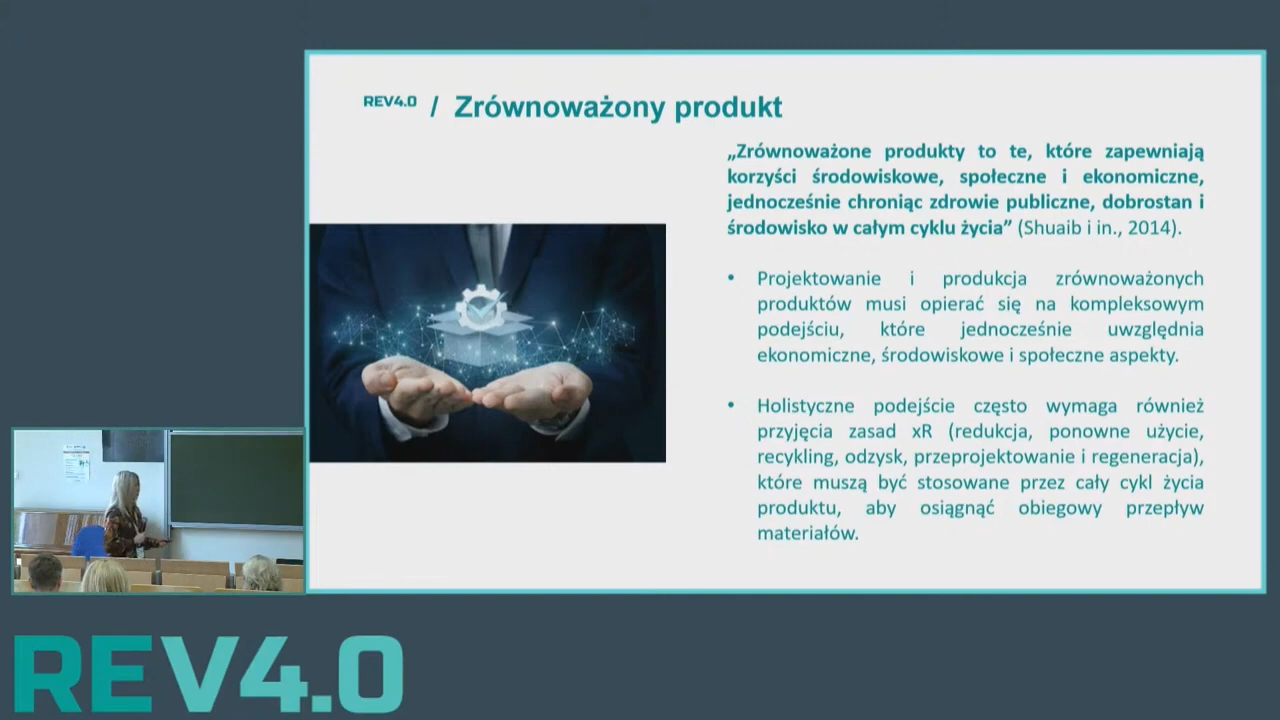 REV4.0 / Zrównoważony produkt
„Zrównoważone produkty to te, które zapewniają
korzyści środowiskowe, społeczne i ekonomiczne,
jednocześnie chroniąc zdrowie publiczne, dobrostan i
środowisko w całym cyklu życia” (Shuaib i in., 2014).
• Projektowanie i produkcja zrównoważonych
produktów musi opierać się na kompleksowym
podejściu, które jednocześnie uwzględnia
ekonomiczne, środowiskowe i społeczne aspekty.
• Holistyczne podejście często wymaga również
przyjęcia zasad xR (redukcja, ponowne użycie,
recykling, odzysk, przeprojektowanie i regeneracja),
które muszą być stosowane przez cały cykl życia
produktu, aby osiągnąć obiegowy przepływ
materiałów.
REV4.0